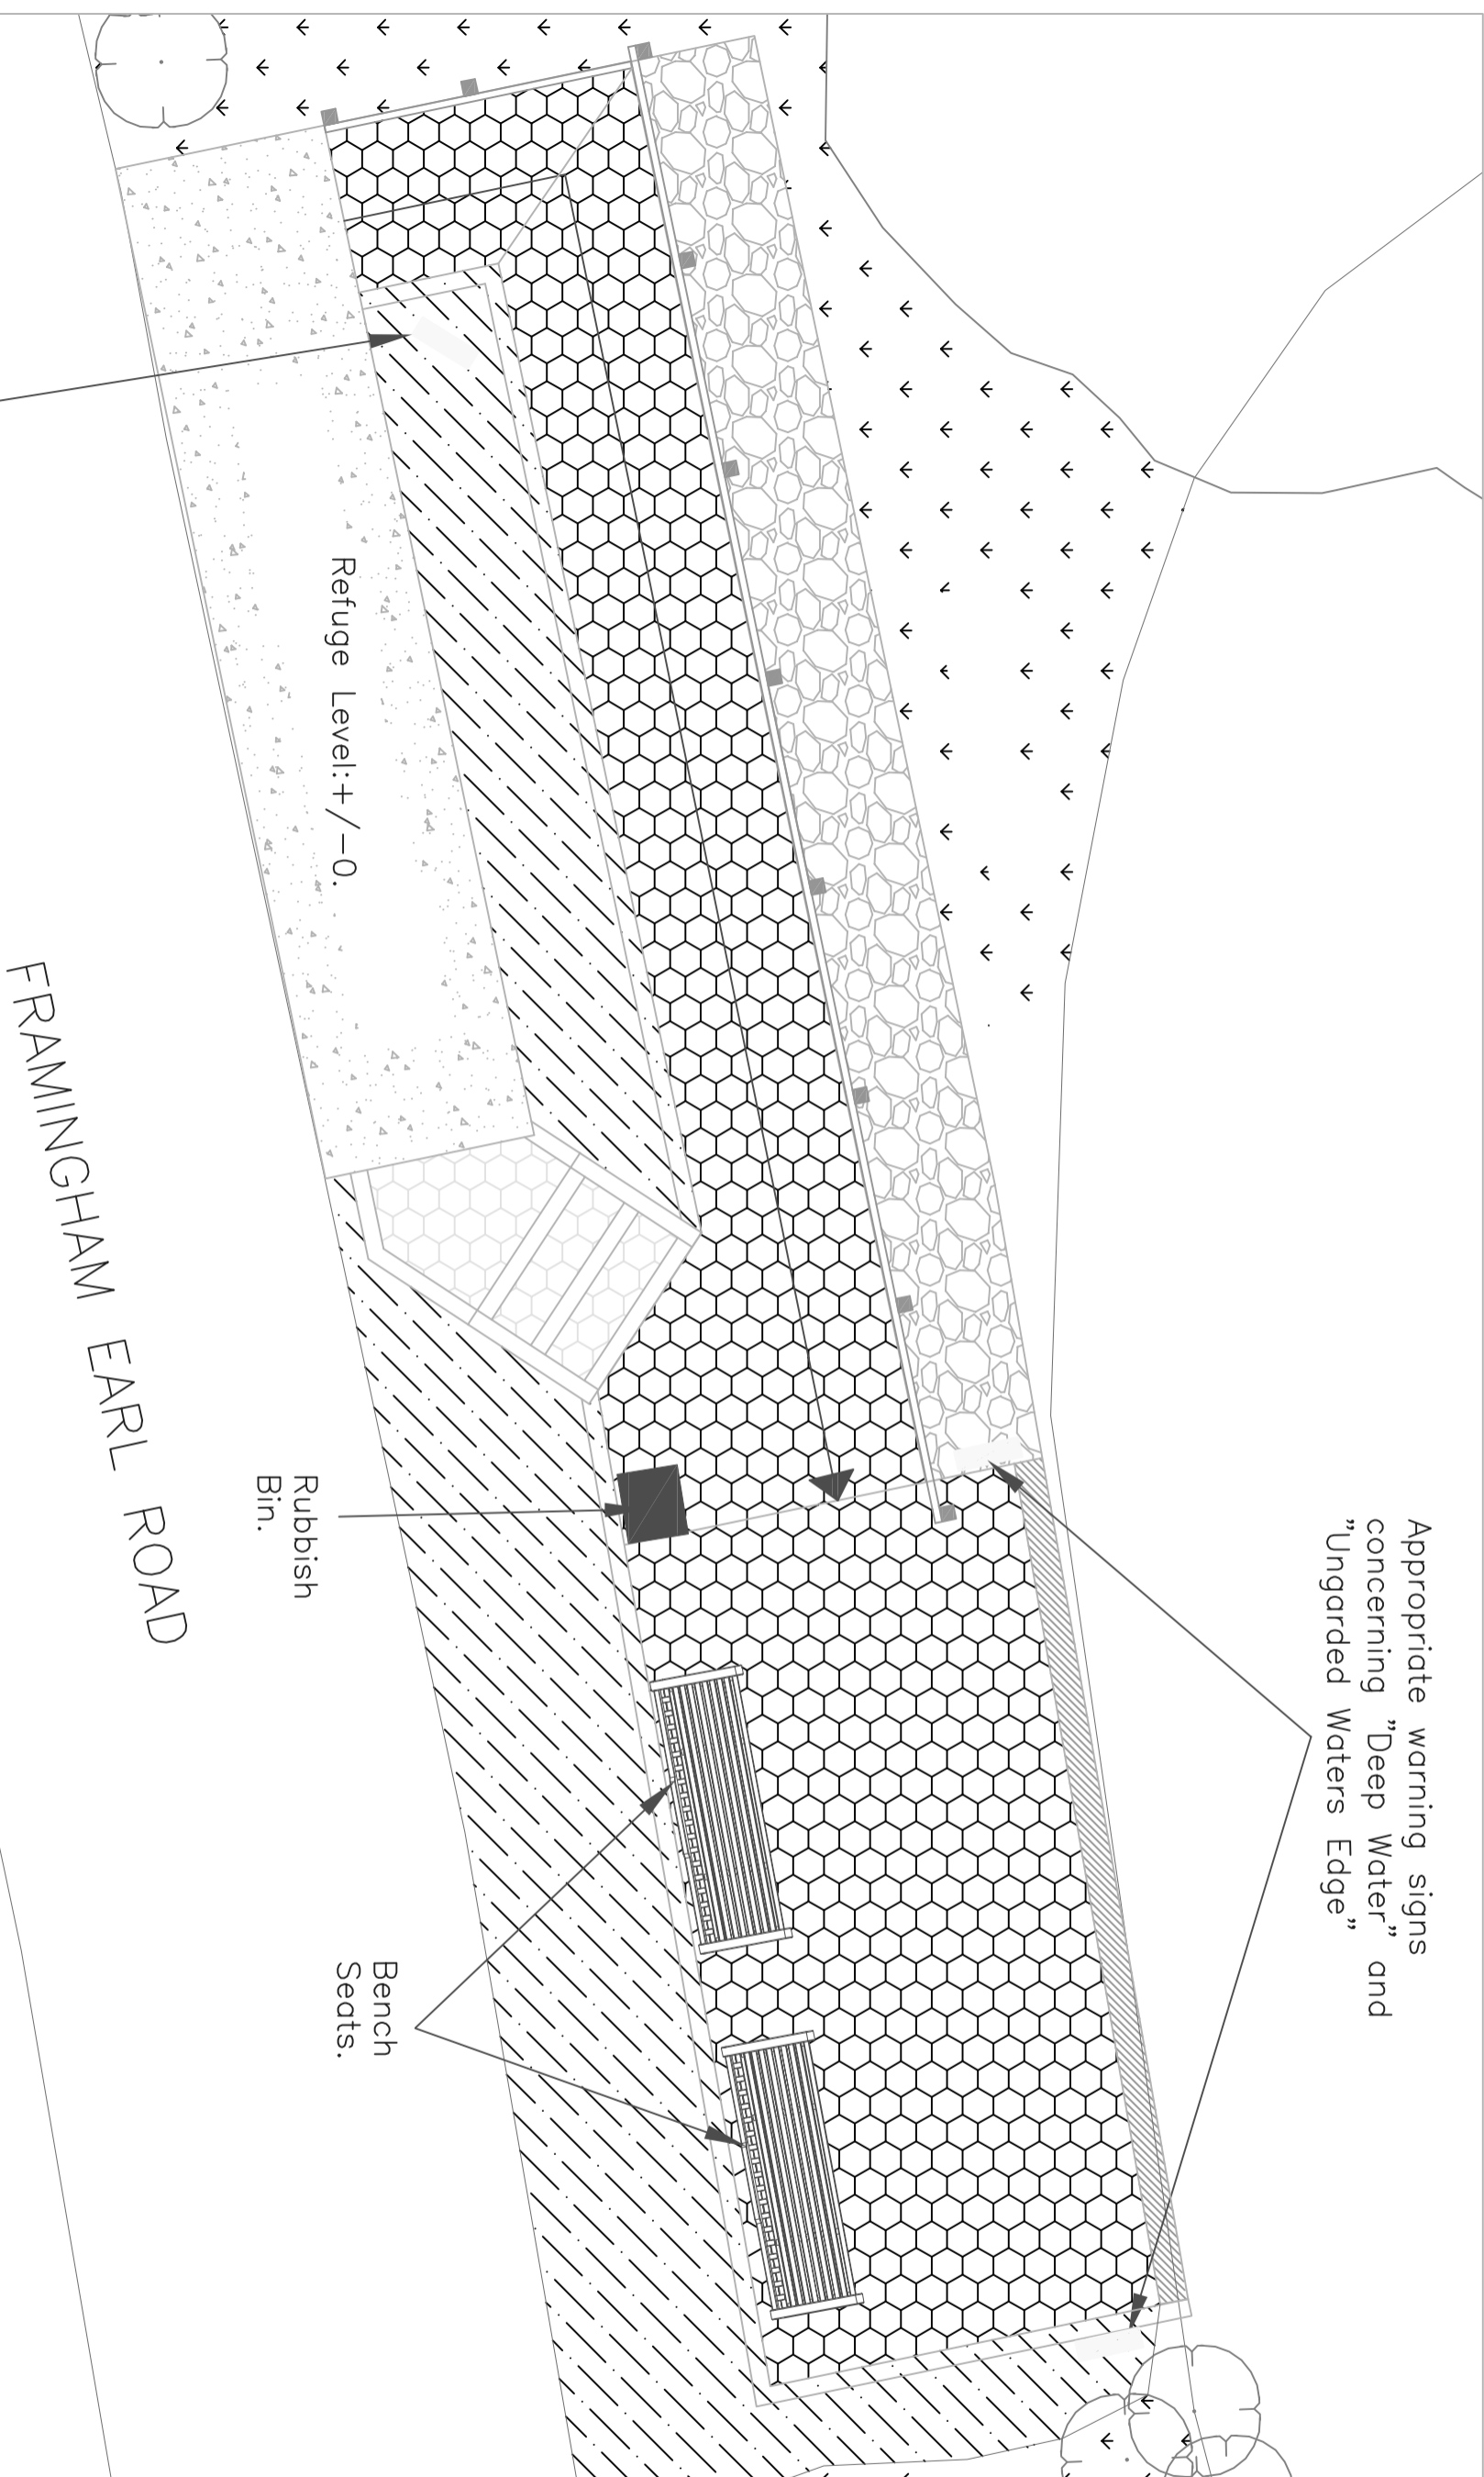 Appropriate warning signs
concerning "Deep Water" and
"Ungarded Waters Edge"
Refuge Level:+/-0.
Rubbish
Bin.
Bench
Seats.
FRAMINGHAM EARL ROAD